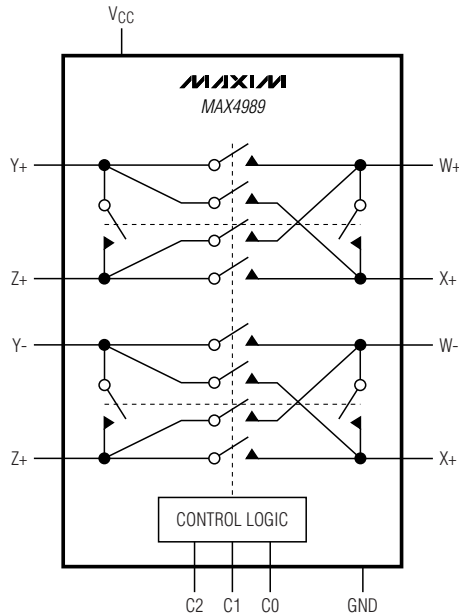 VCC
MAXIM
MAX4989
Y+
W+
Z+
X+
Y-
W-
Z+
X+
CONTROL LOGIC
C2 C1 C0 GND